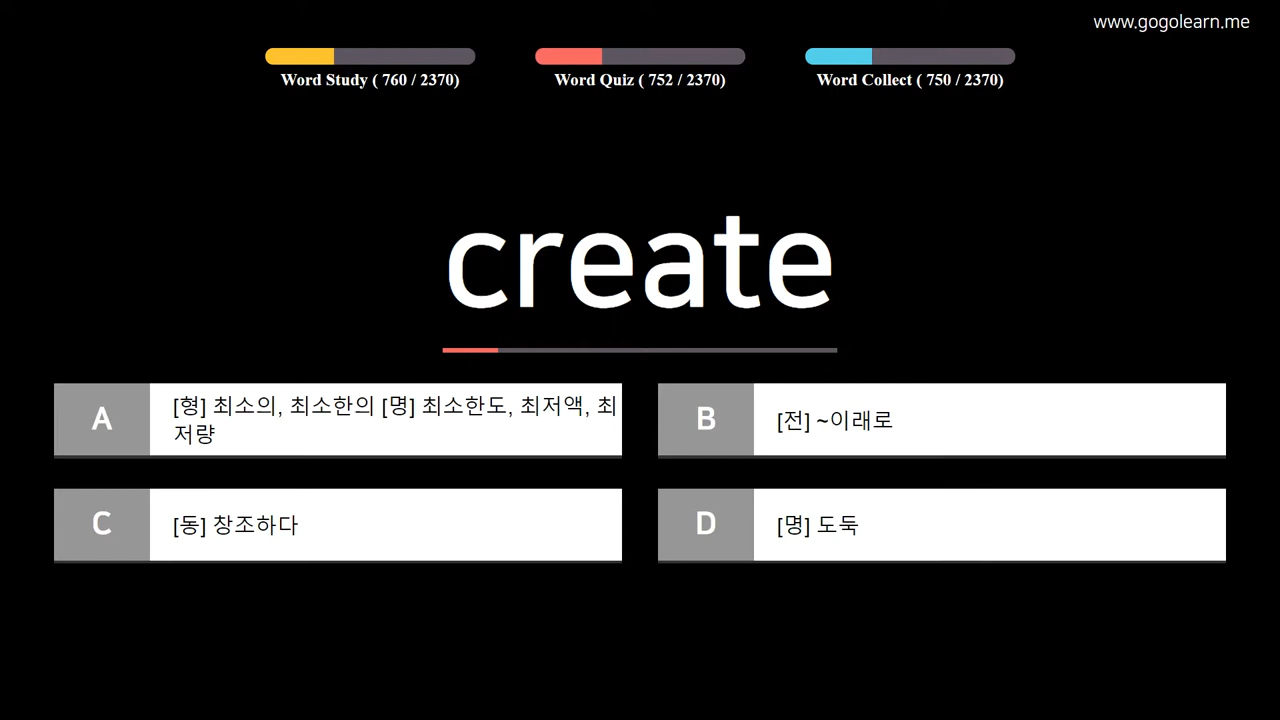 www.gogolearn.me
Word Study ( 760 / 2370)
Word Quiz ( 752 / 2370)
Word Collect ( 750 / 2370)
create
A
[형] 최소의, 최소한의 [명] 최소한도, 최저액, 최
저량
B
[전] ~이래로
C
[동] 창조하다
D
[명] 도둑